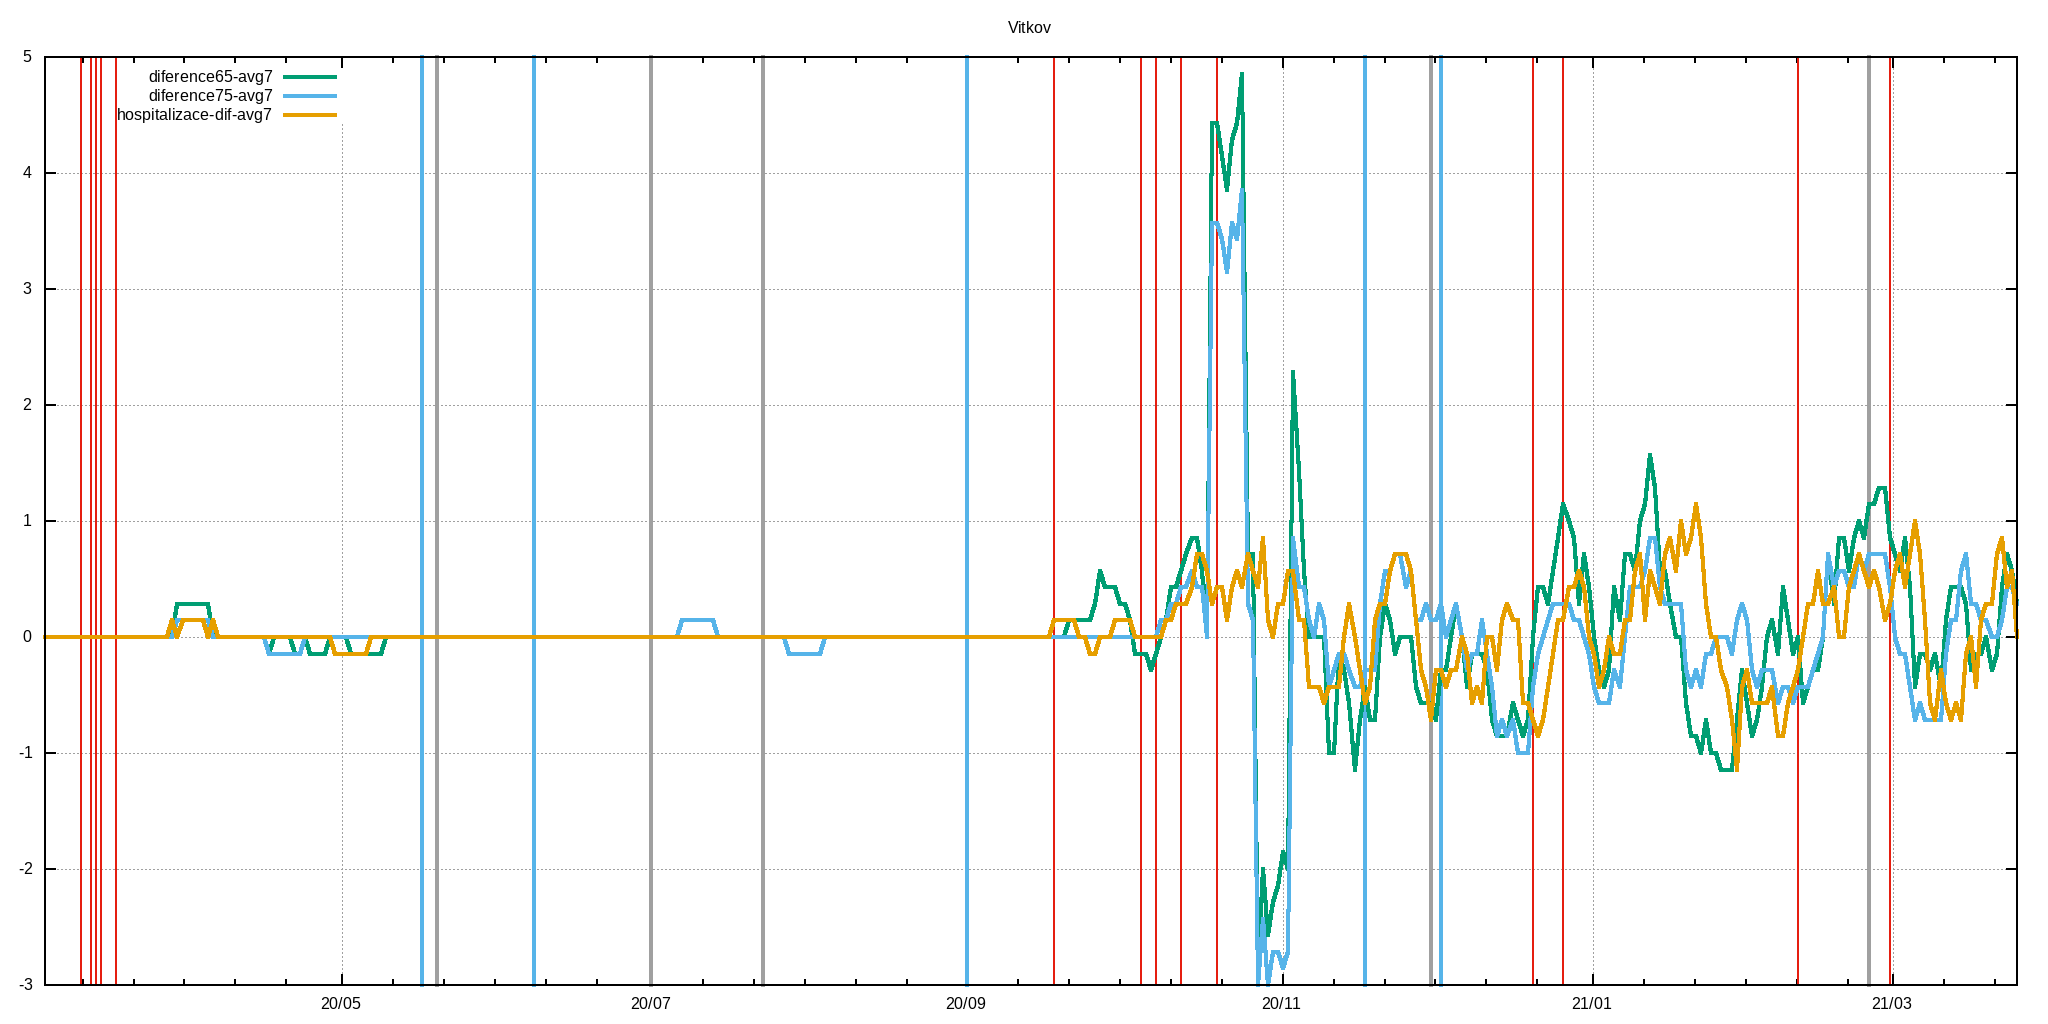 Vitkov
diference65-avg7
diference75-avg7
hospitalizace-dif-avg7
5
4
3
2
1
0
-1
-2
-3
20/05 20/07 20/09 20/11 21/01 21/03